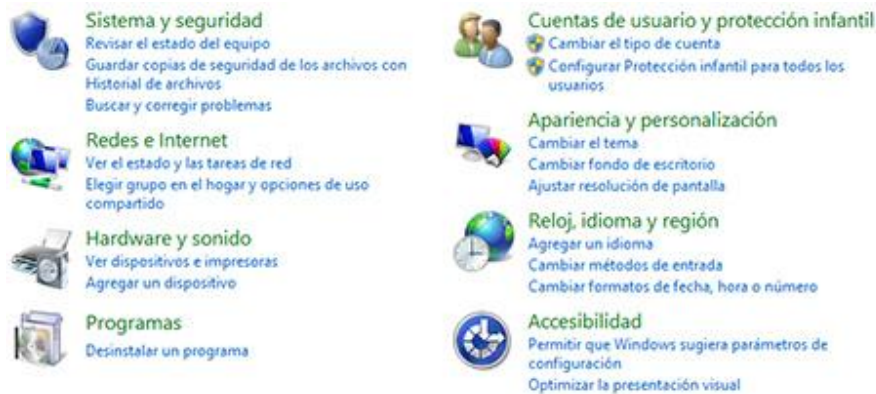 Sistema y seguridad
Revisar el estado del equipo
Guardar copias de seguridad de los archivos con
Historial de archivos
Buscar y corregir problemas
Redes e Internet
Ver el estado y las tareas de red
Elegir grupo en el hogar y opciones de uso
compartido
Hardware y sonido
Ver dispositivos e impresoras
Agregar un dispositivo
Programas
Desinstalar un programa
Cuentas de usuario y protección infantil
Cambiar el tipo de cuenta
Configurar Protección infantil para todos los
usuarios
Apariencia y personalización
Cambiar el tema
Cambiar fondo de escritorio
Ajustar resolución de pantalla
Reloj, idioma y región
Agregar un idioma
Cambiar métodos de entrada
Cambiar formatos de fecha, hora o número
Accesibilidad
Permitir que Windows sugiera parámetros de
configuración
Optimizar la presentación visual